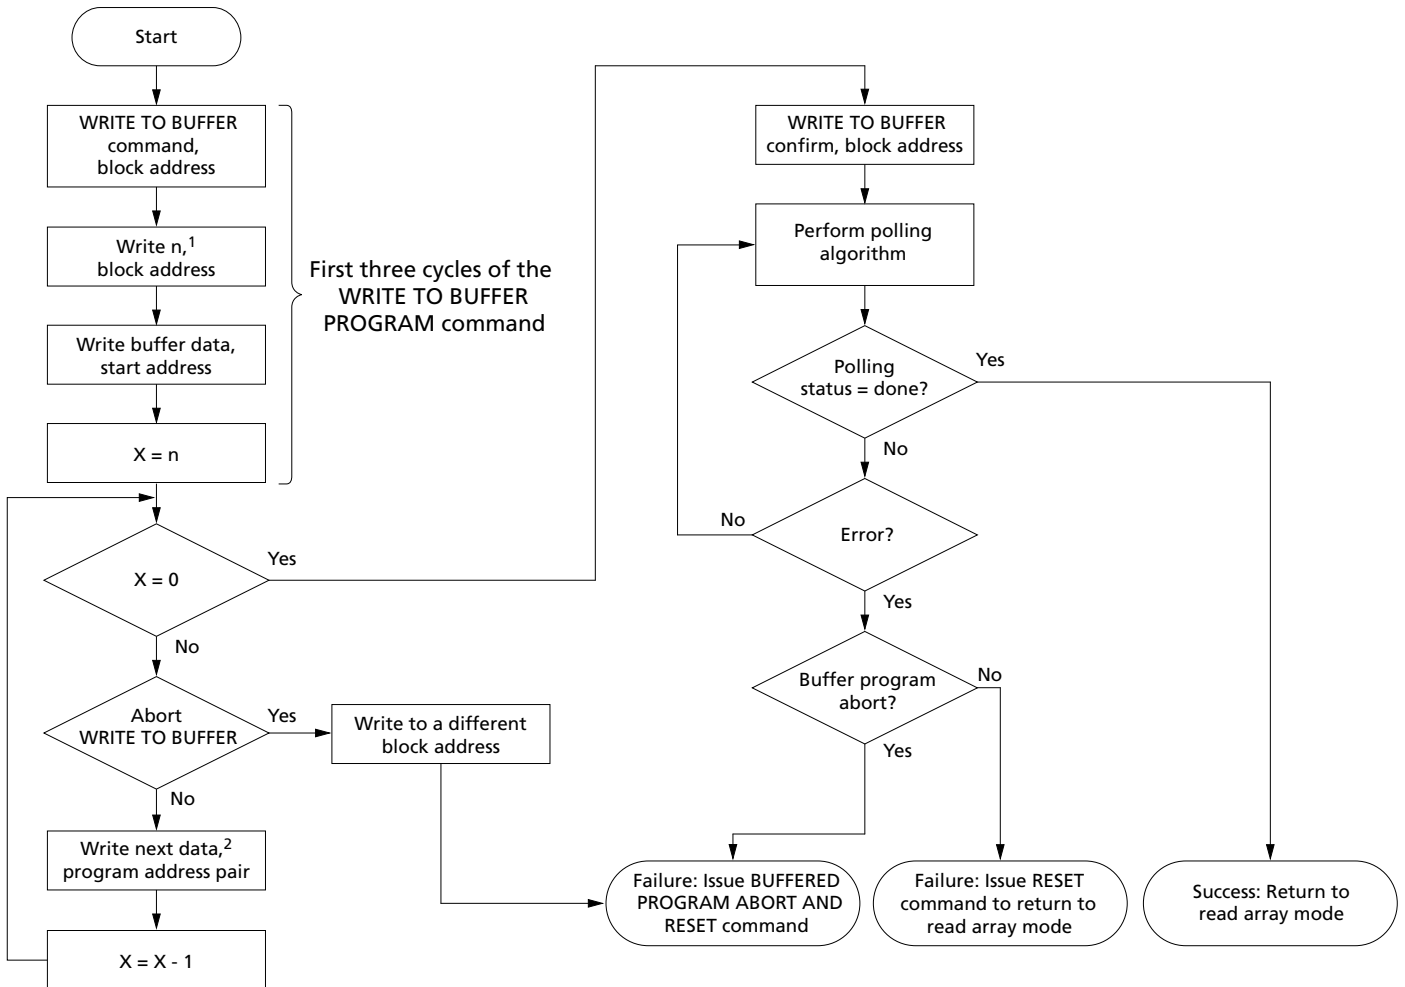 Start
WRITE TO BUFFER
command,
block address
Write n,1
block address
Write buffer data,
start address
X = n
First three cycles of the
WRITE TO BUFFER
PROGRAM command
X = 0
Yes
No
Abort
WRITE TO BUFFER
Yes
No
Write to a different
block address
Write next data,2
program address pair
X = X - 1
WRITE TO BUFFER
confirm, block address
Perform polling
algorithm
Polling
status = done?
Yes
No
Error?
No
Yes
Buffer program
abort?
No
Yes
Failure: Issue BUFFERED
PROGRAM ABORT AND
RESET command
Failure: Issue RESET
command to return to
read array mode
Success: Return to
read array mode